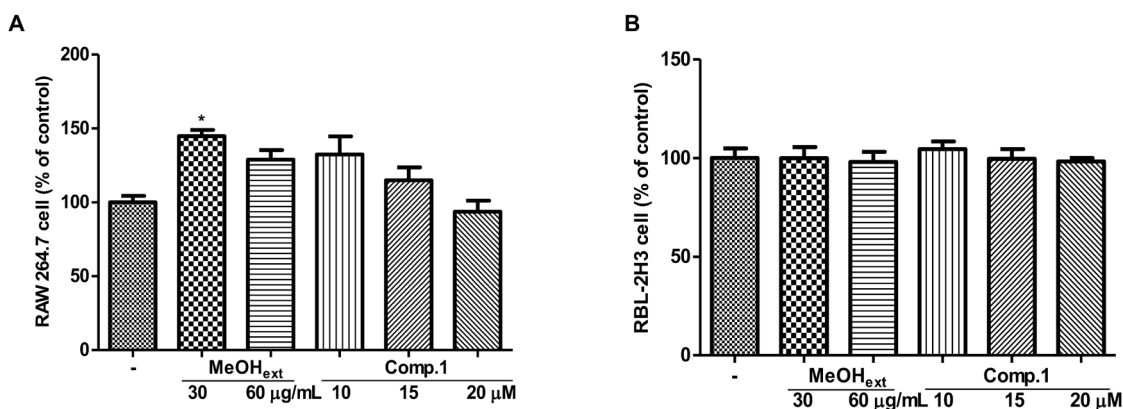 A
RAW 264.7 cell (% of control)
200
150
100
50
0
*
-
MeOHext
Comp.1
30 60 μg/mL 10 15 20 μM
B
RBL-2H3 cell (% of control)
150
100
50
0
-
MeOHext
Comp.1
30 60 μg/mL 10 15 20 μM